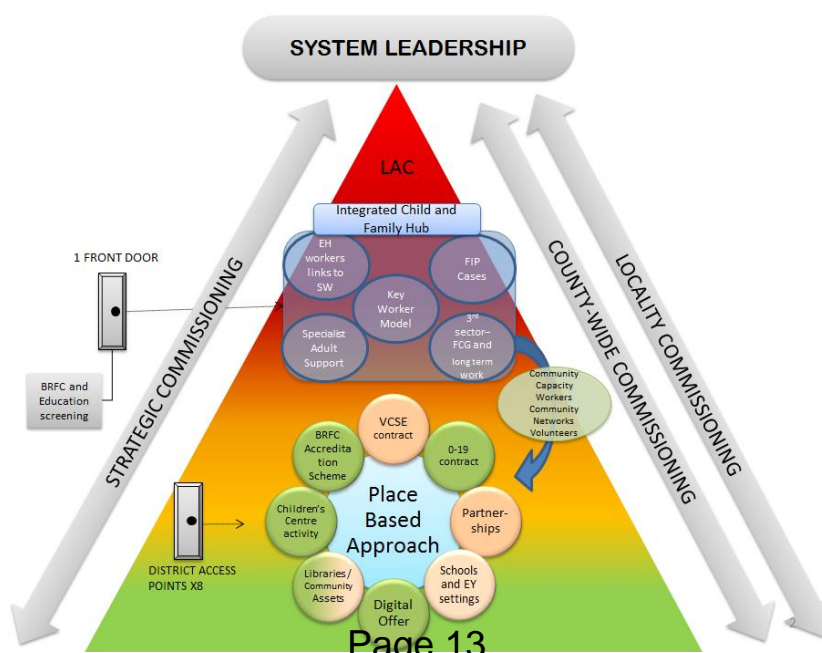 SYSTEM LEADERSHIP
LAC
Integrated Child and
Family Hub
EH
workers
links to
SW
FIP
Cases
Key
Worker
Model
Specialist
Adult
Support
3rd
sector–
FCG and
long term
work
1 FRONT DOOR
BRFC and
Education
screening
STRATEGIC COMMISSIONING
COUNTY-WIDE COMMISSIONING
LOCALITY COMMISSIONING
Community
Capacity
Workers
Community
Networks
Volunteers
VCSE
contract
BRFC
Accredita
tion
Scheme
0-19
contract
Children's
Centre
activity
Place
Based
Approach
Partner-
ships
Libraries/
Community
Assets
Schools
and EY
settings
Digital
Offer
DISTRICT ACCESS
POINTS X8
Page 13
2